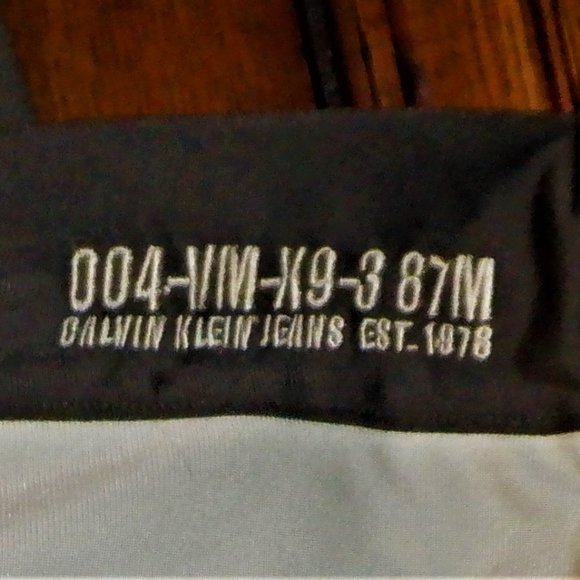 004-VM-X9-3 87M
CALVIN KLEIN JEANS EST. 1978